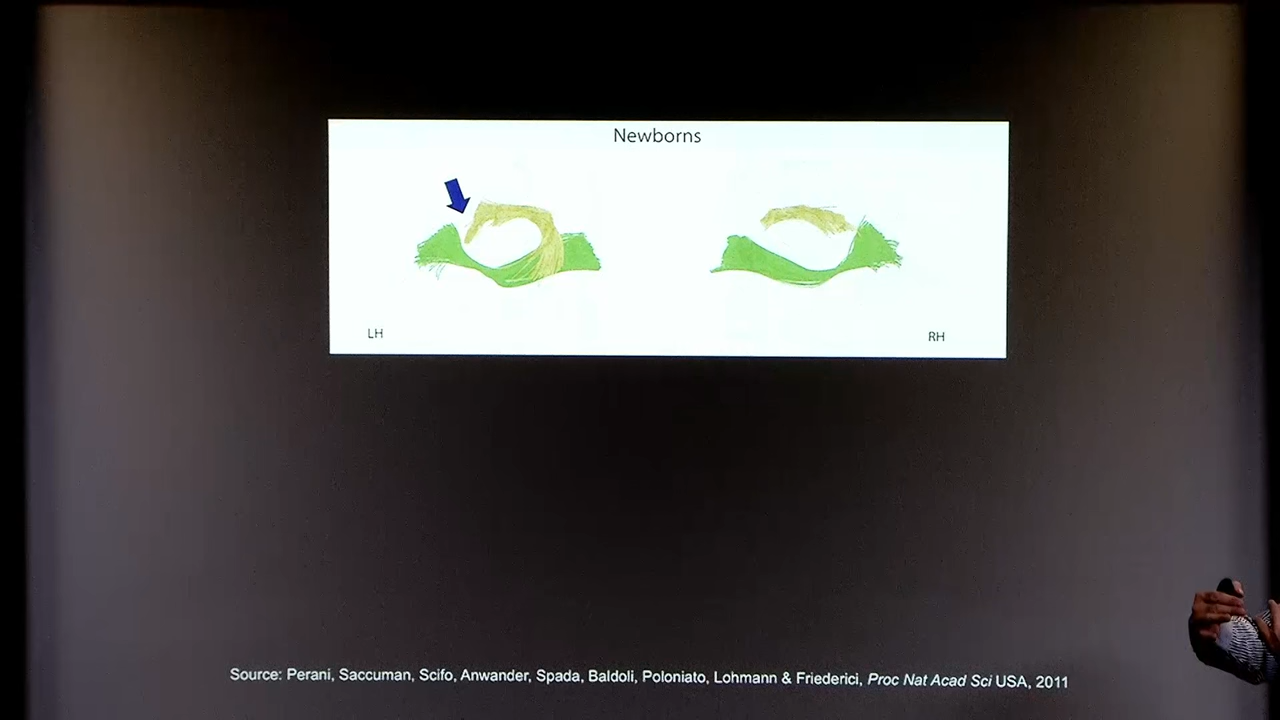 Newborns
LH
RH
Source: Perani, Saccuman, Scifo, Anwander, Spada, Baldoli, Poloniato, Lohmann & Friederici, Proc Nat Acad Sci USA, 2011